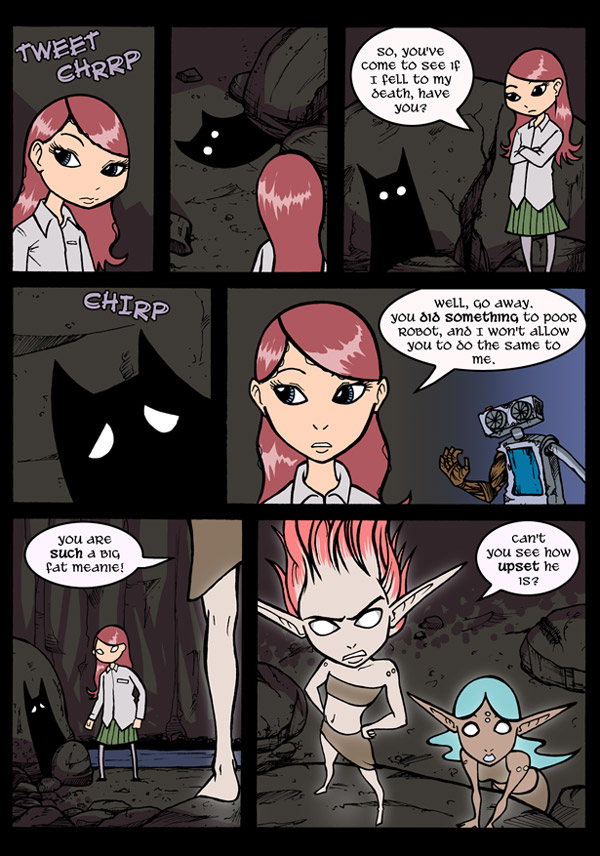 TWEET
CHRRP
SO, YOU'VE
COME TO SEE IF
I FELL TO MY
DEATH, HAVE
YOU?
CHIRP
WELL, GO AWAY.
YOU DID SOMETHING TO POOR
ROBOT, AND I WON'T ALLOW
YOU TO DO THE SAME TO
ME.
YOU ARE
SUCH A BIG
FAT MEANIE!
CAN'T
YOU SEE HOW
UPSET HE
IS?